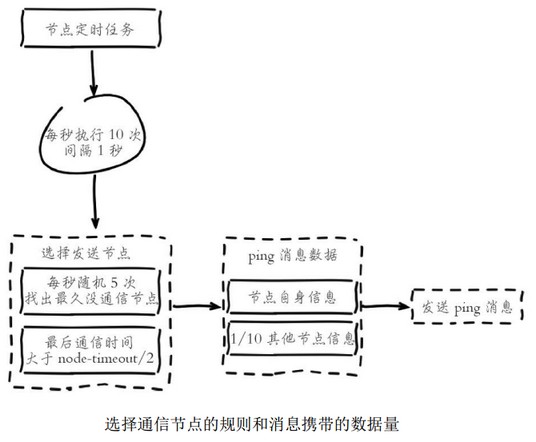 节点定时任务
每秒执行 10 次
间隔 1 秒
选择发送节点
每秒随机 5 次
找出最久没通信节点
最后通信时间
大于 node-timeout/2
ping 消息数据
节点自身信息
1/10 其他节点信息
发送 ping 消息
选择通信节点的规则和消息携带的数据量